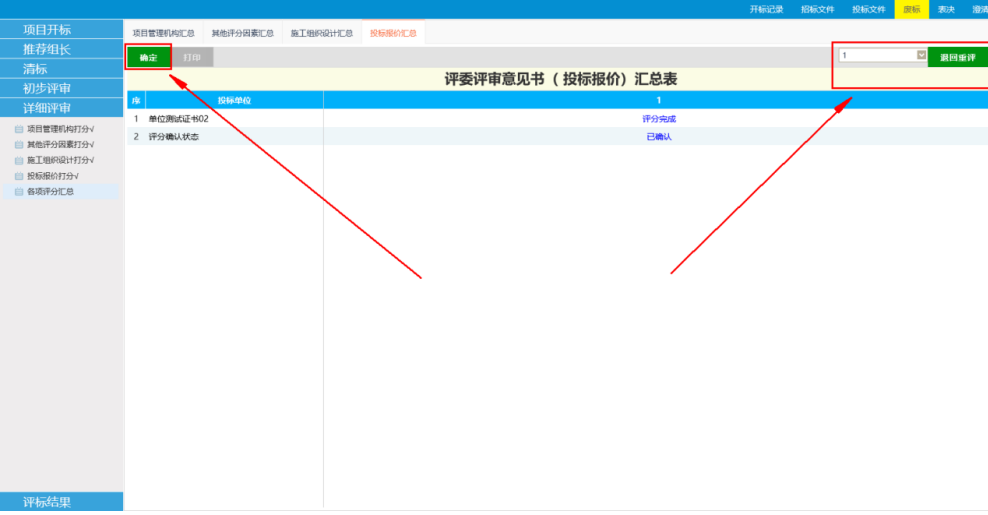 开标记录 招标文件 投标文件 废标 表决 澄清
项目开标
推荐组长
清标
初步评审
详细评审
项目管理机构打分√
其他评分因素打分√
施工组织设计打分√
投标报价打分√
各项评分汇总
评标结果
项目管理机构汇总 其他评分因素汇总 施工组织设计汇总 投标报价汇总
确定 打印 1 退回重评
评委评审意见书（ 投标报价）汇总表
序 投标单位 1
1 单位测试证书02 评分完成
2 评分确认状态 已确认